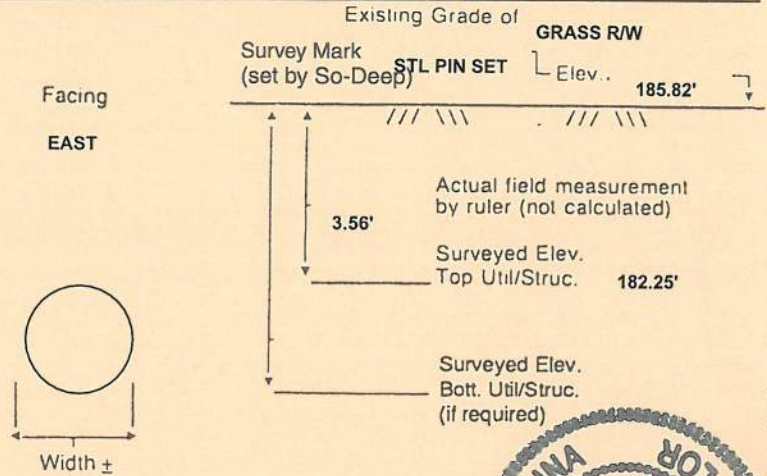 Existing Grade of
GRASS R/W
Survey Mark
(set by So-Deep)
STL PIN SET
Elev..
185.82'
Facing
EAST
3.56'
Actual field measurement
by ruler (not calculated)
Surveyed Elev.
Top Util/Struc. 182.25'
Surveyed Elev.
Bott. Util/Struc.
(if required)
Width ±